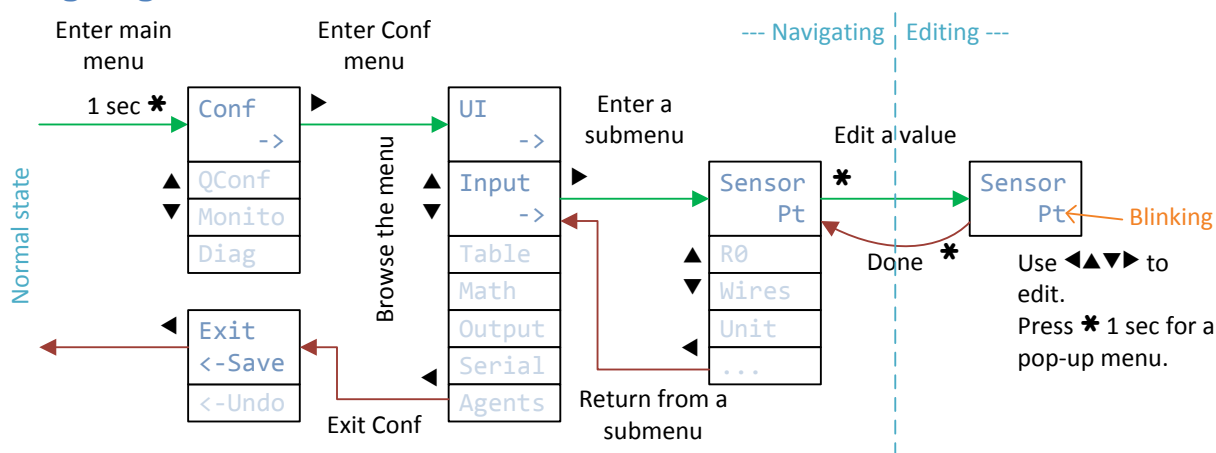 Enter main
menu
Enter Conf
menu
--- Navigating
Editing ---
1 sec ✱
▶
Conf
->
▲
▼
QConf
Monito
Diag
Normal state
Browse the menu
UI
->
▲
▼
Input
->
Table
Math
Output
Serial
Agents
Enter a
submenu
▶
Sensor
Pt
▲
▼
R0
Wires
Unit
◀
...
Edit a value
✱
Sensor
Pt
Blinking
Done ✱
Use ◀▲▼▶ to
edit.
Press ✱ 1 sec for a
pop-up menu.
◀
Exit
<-Save
<-Undo
◀
Exit Conf
Return from a
submenu